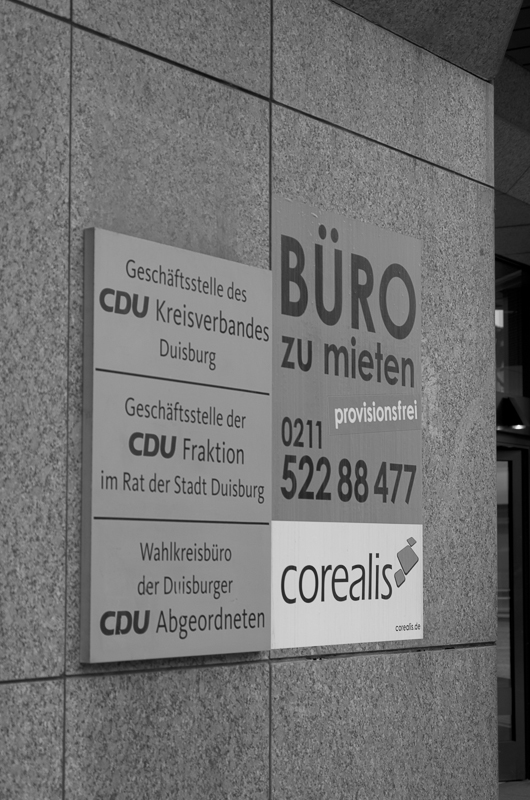 Geschäftsstelle des
CDU Kreisverbandes
Duisburg
Geschäftsstelle der
CDU Fraktion
im Rat der Stadt Duisburg
Wahlkreisbüro
der Duisburger
CDU Abgeordneten
BÜRO
zu mieten
provisionsfrei
0211
522 88 477
corealis
corealis.de